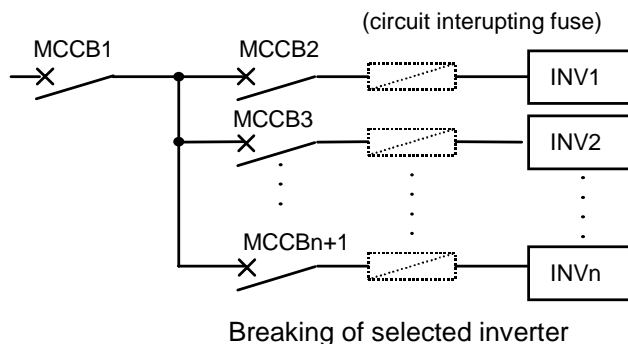 (circuit interupting fuse)
MCCB1
MCCB2
INV1
MCCB3
INV2
MCCBn+1
INVn
Breaking of selected inverter